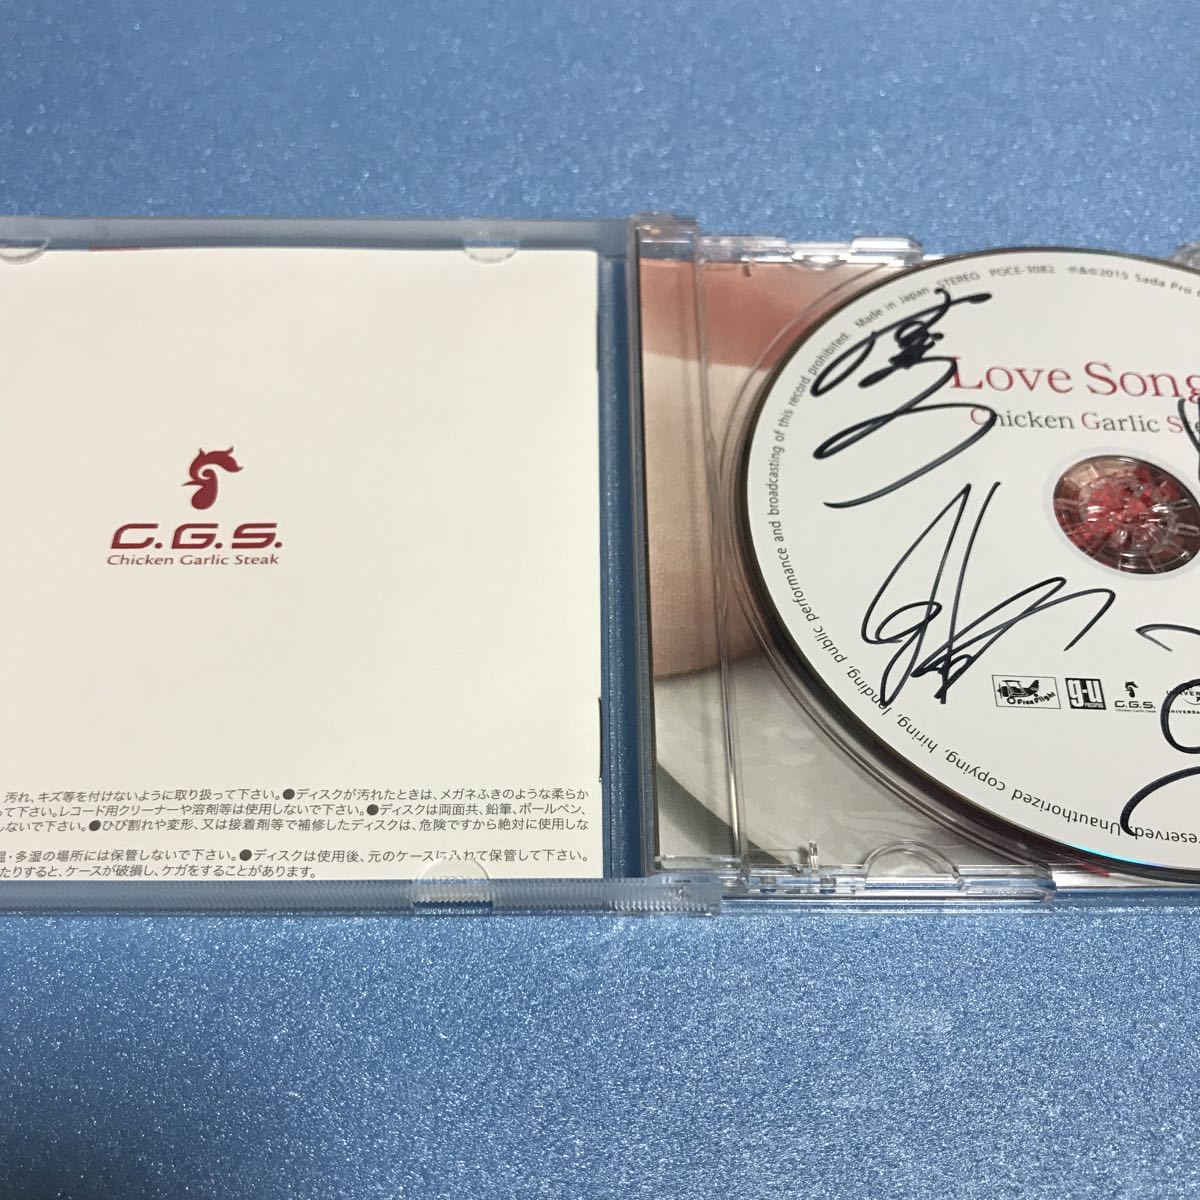 C.G.S.
Chicken Garlic Steak
汚れ、キズ等を付けないように取り扱って下さい。●ディスクが汚れたときは、メガネふきのような柔らか
って下さい。レコード用クリーナーや溶剤等は使用しないで下さい。●ディスクは両面共、鉛筆、ボールペン、
しないで下さい。●ひび割れや変形、又は接着剤等で補修したディスクは、危険ですから絶対に使用しな
温・多湿の場所には保管しないで下さい。●ディスクは使用後、元のケースに入れて保管して下さい。
たりすると、ケースが破損し、ケガをすることがあります。
reserved. Unauthorized copying, hiring, lending, public performance and broadcasting of this record prohibited. Made in Japan STEREO POCE-3082 ℗&©2015 Sada Pro
Love Song
Chicken Garlic Ste
Free Flight
g-u
records
C.G.S.
Chicken Garlic Steak